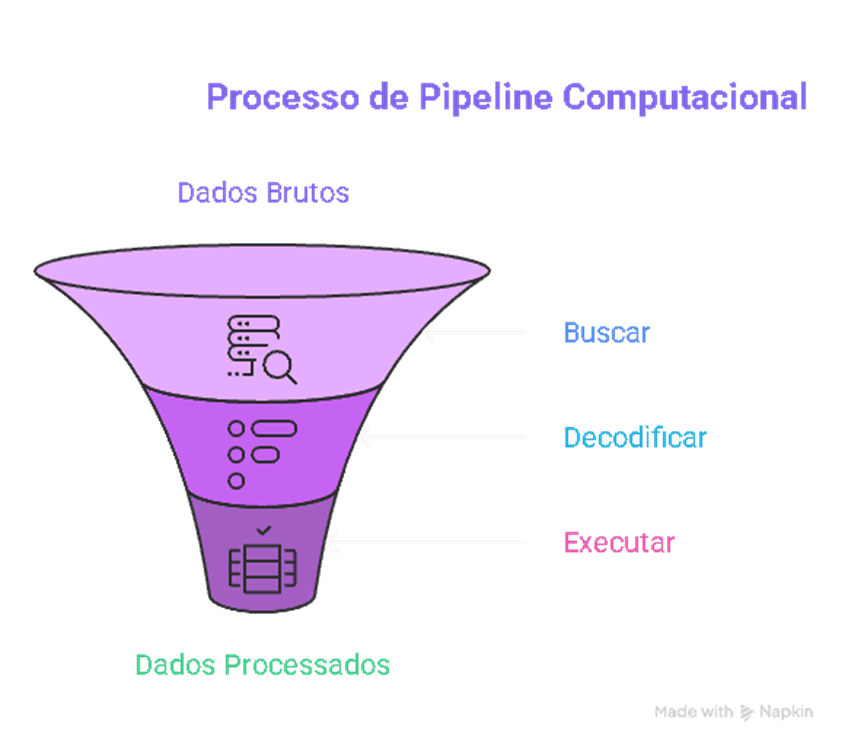 Processo de Pipeline Computacional
Dados Brutos
Buscar
Decodificar
Executar
Dados Processados
Made with Napkin